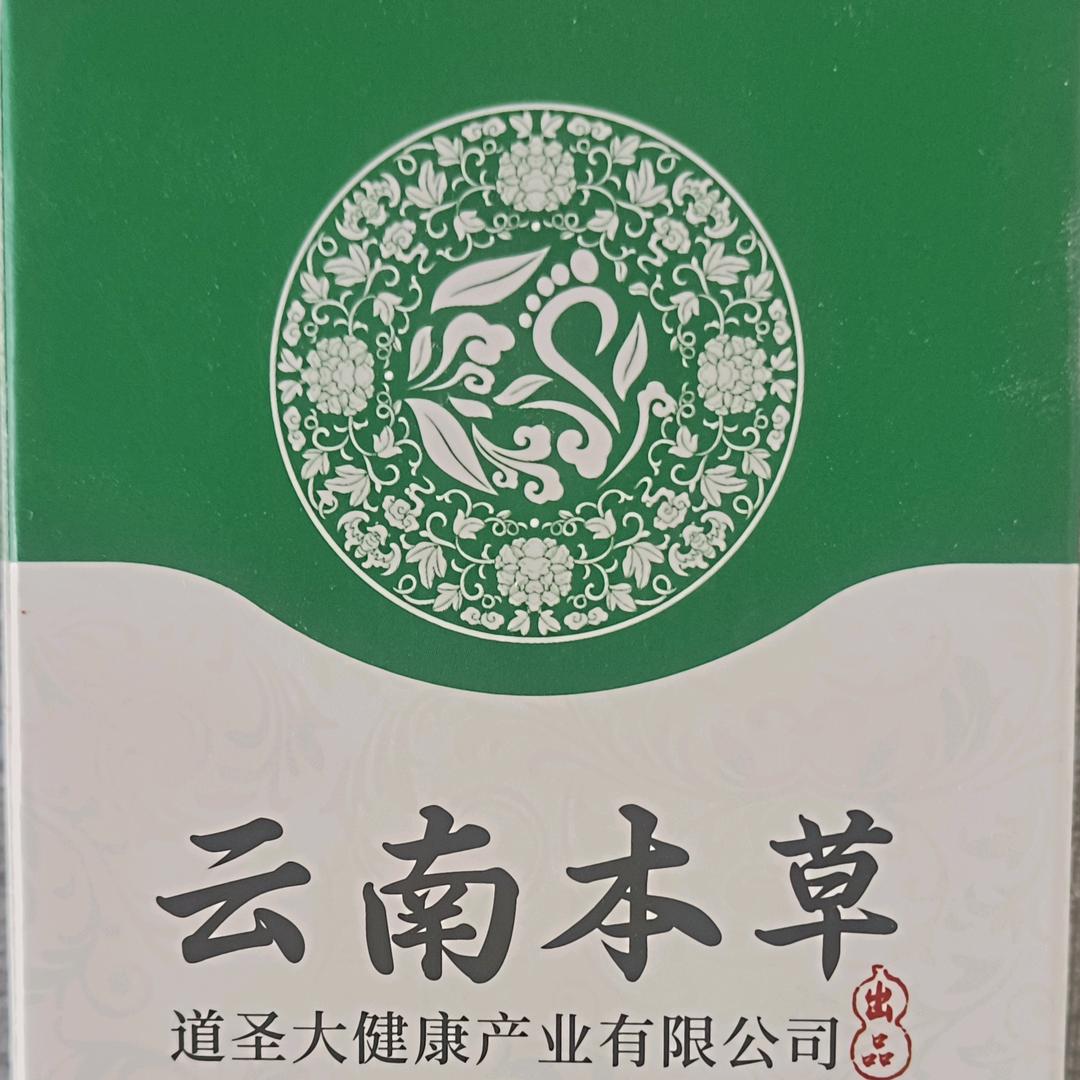 云南本草
道圣大健康产业有限公司
出品